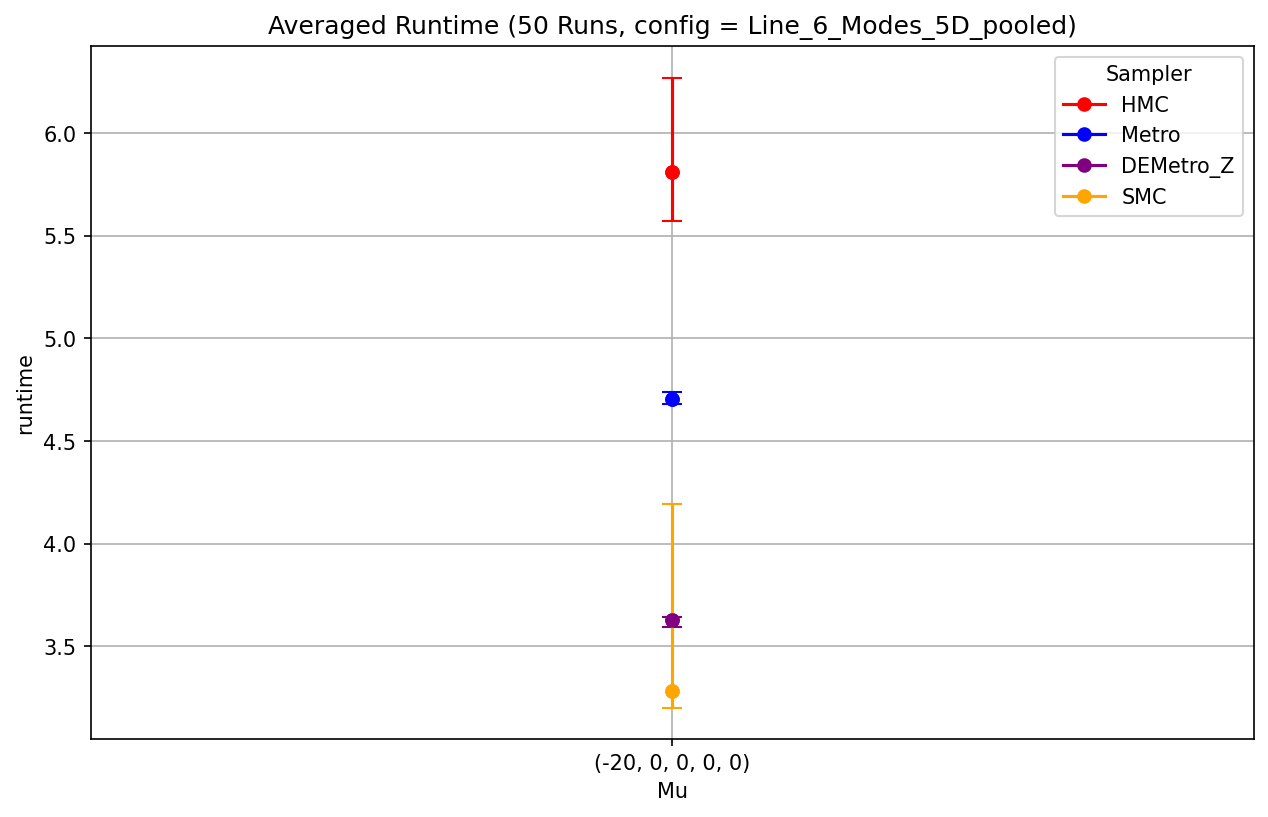 Averaged Runtime (50 Runs, config = Line_6_Modes_5D_pooled)
Sampler
HMC
Metro
DEMetro_Z
SMC
6.0
5.5
5.0
4.5
4.0
3.5
runtime
(-20, 0, 0, 0, 0)
Mu